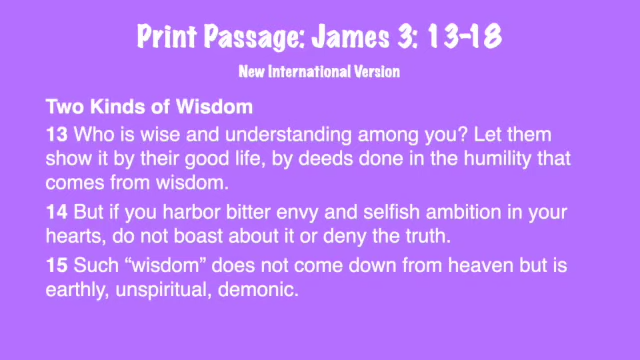 Print Passage: James 3: 13-18
New International Version
Two Kinds of Wisdom
13 Who is wise and understanding among you? Let them
show it by their good life, by deeds done in the humility that
comes from wisdom.
14 But if you harbor bitter envy and selfish ambition in your
hearts, do not boast about it or deny the truth.
15 Such “wisdom” does not come down from heaven but is
earthly, unspiritual, demonic.